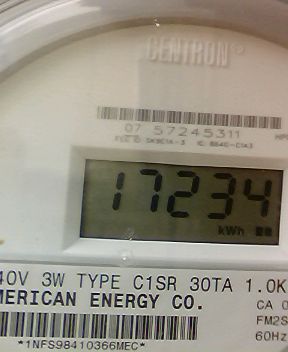 CENTRON®
07 57245311
17234
kWh
40V 3W TYPE C1SR 30TA 1.0K
MERICAN ENERGY CO.
CA 0
FM2S
60Hz
*1NFS98410366MEC*